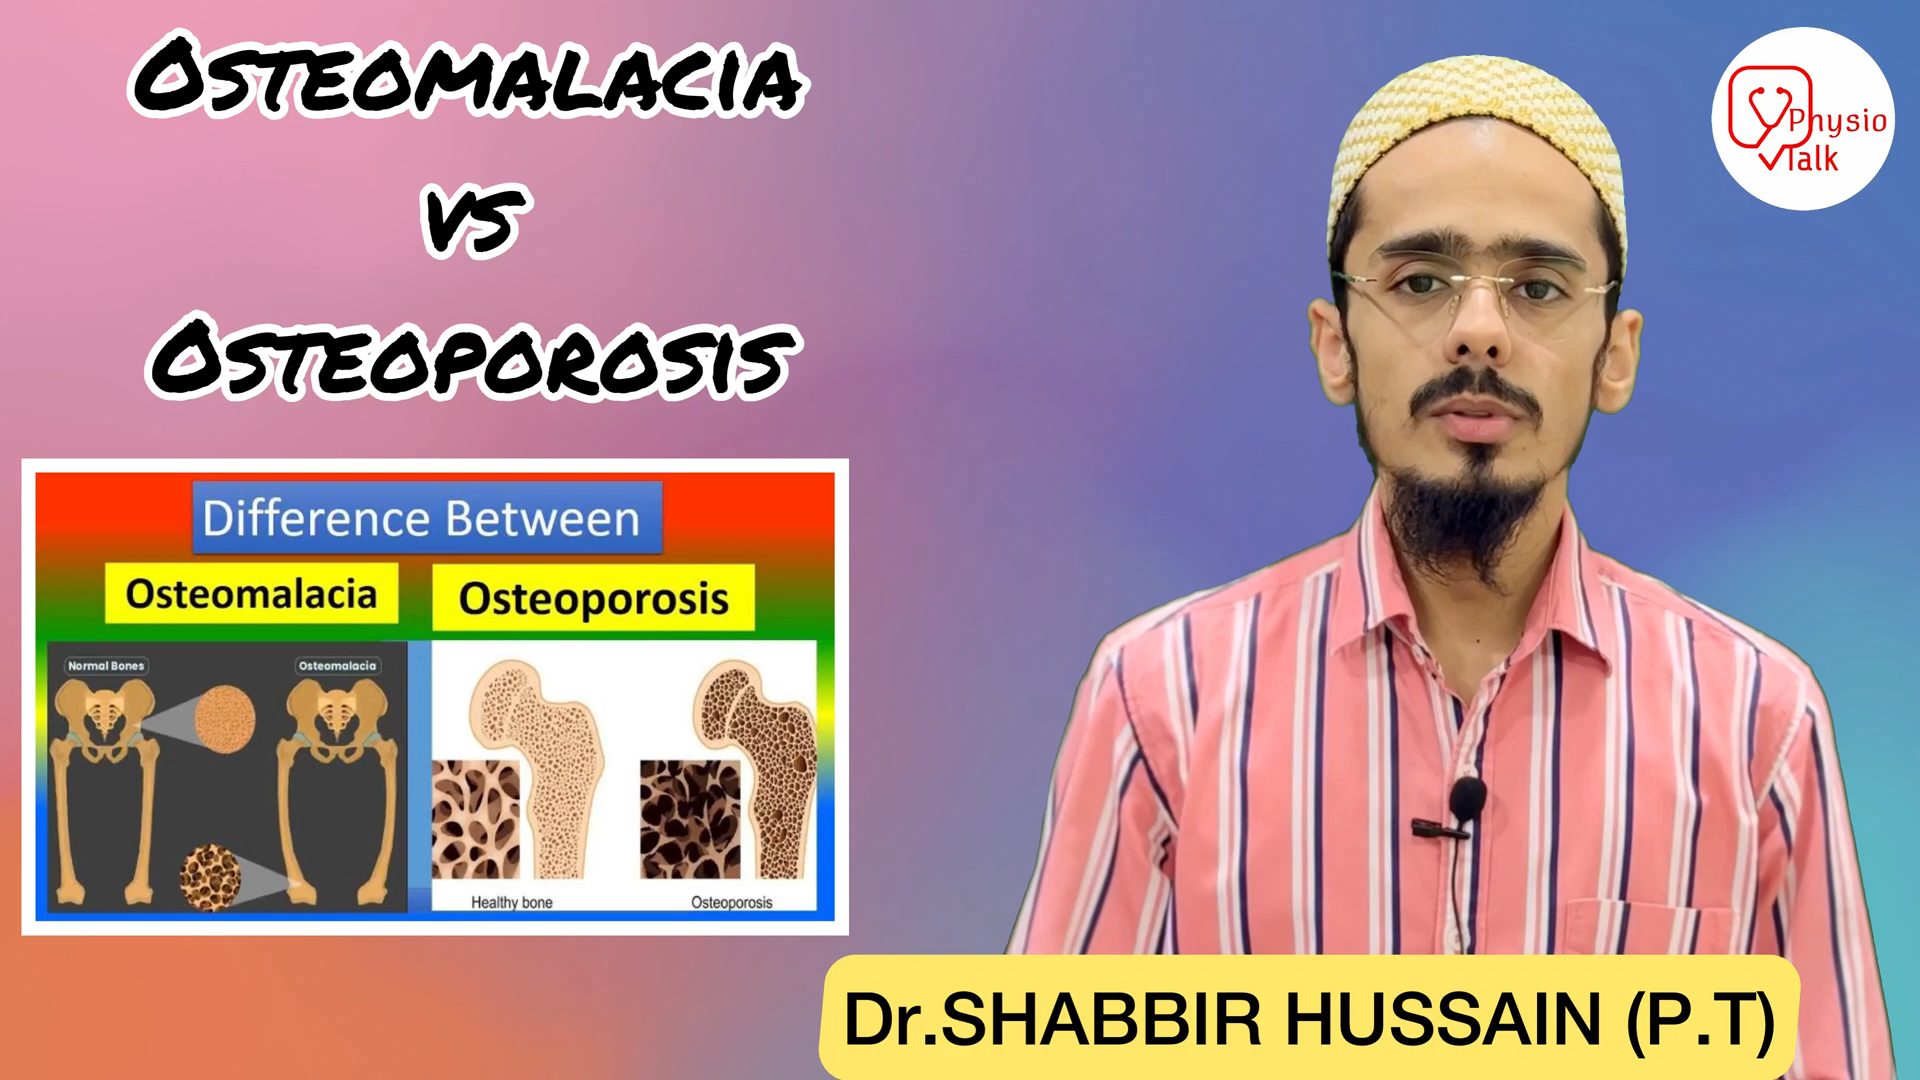 Osteomalacia
vs
Osteoporosis
Physio
Talk
Difference Between
Osteomalacia
Osteoporosis
Normal Bones
Osteomalacia
Healthy bone
Osteoporosis
Dr.SHABBIR HUSSAIN (P.T)